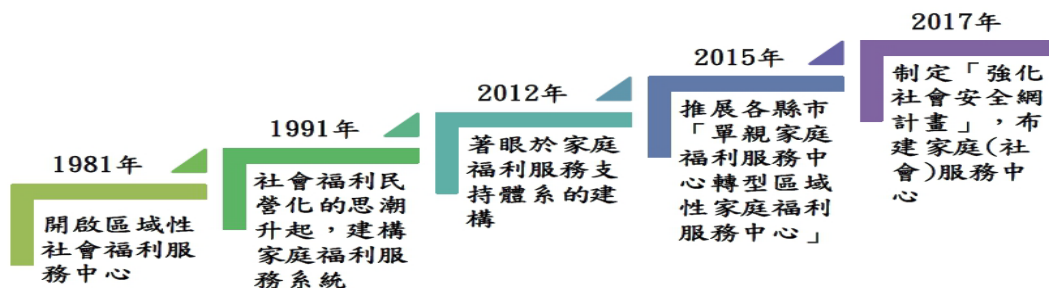 1981年
開啟區域性
社會福利服
務中心
1991年
社會福利民
營化的思潮
升起，建構
家庭福利服
務系統
2012年
著眼於家庭
福利服務支
持體系的建
構
2015年
推展各縣市
「單親家庭
福利服務中
心轉型區域
性家庭福利
服務中心」
2017年
制定「強化
社會安全網
計畫」，布
建家庭(社
會)服務中
心